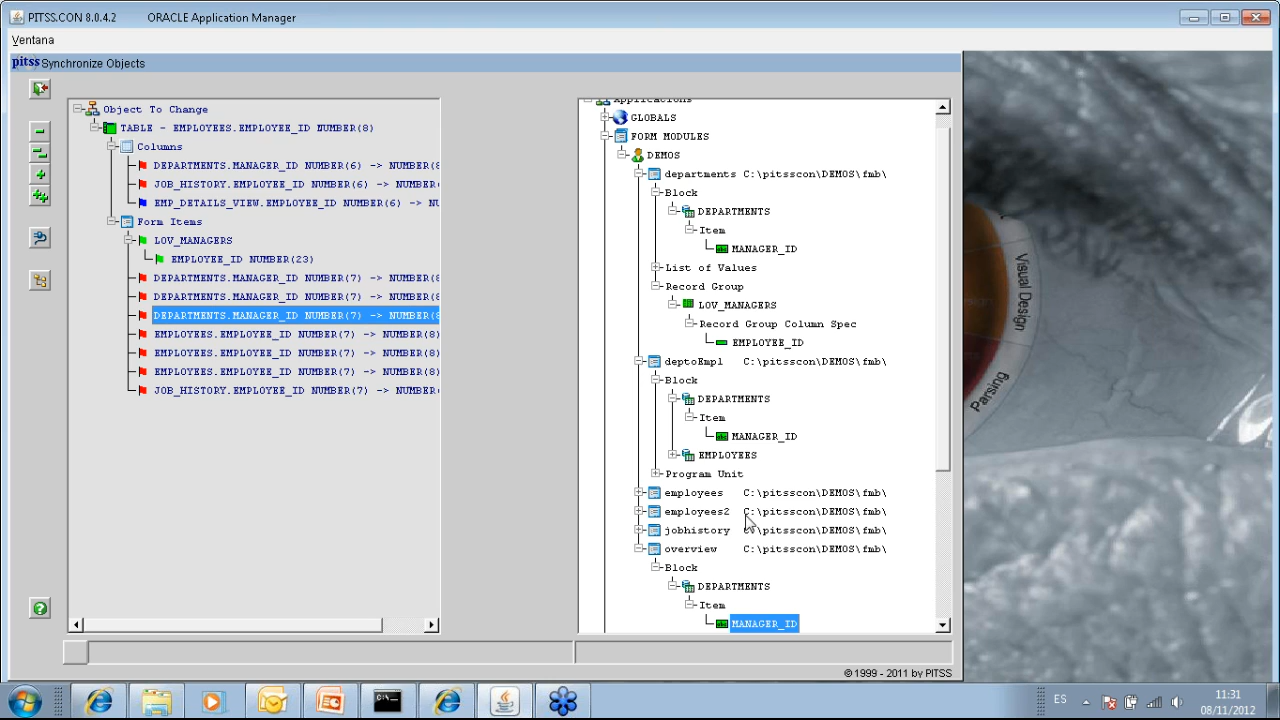 PITSS.CON 8.0.4.2 ORACLE Application Manager
Ventana
pitss Synchronize Objects
Object To Change
TABLE - EMPLOYEES.EMPLOYEE_ID NUMBER(8)
Columns
DEPARTMENTS.MANAGER_ID NUMBER(6) -> NUMBER(8
JOB_HISTORY.EMPLOYEE_ID NUMBER(6) -> NUMBER(
EMP_DETAILS_VIEW.EMPLOYEE_ID NUMBER(6) -> NU
Form Items
LOV_MANAGERS
EMPLOYEE_ID NUMBER(23)
DEPARTMENTS.MANAGER_ID NUMBER(7) -> NUMBER(8
DEPARTMENTS.MANAGER_ID NUMBER(7) -> NUMBER(8
DEPARTMENTS.MANAGER_ID NUMBER(7) -> NUMBER(8
EMPLOYEES.EMPLOYEE_ID NUMBER(7) -> NUMBER(8)
EMPLOYEES.EMPLOYEE_ID NUMBER(7) -> NUMBER(8)
EMPLOYEES.EMPLOYEE_ID NUMBER(7) -> NUMBER(8)
JOB_HISTORY.EMPLOYEE_ID NUMBER(7) -> NUMBER(
Applications
GLOBALS
FORM MODULES
DEMOS
departments C:\pitsscon\DEMOS\fmb\
Block
DEPARTMENTS
Item
MANAGER_ID
List of Values
Record Group
LOV_MANAGERS
Record Group Column Spec
EMPLOYEE_ID
deptoEmpl C:\pitsscon\DEMOS\fmb\
Block
DEPARTMENTS
Item
MANAGER_ID
EMPLOYEES
Program Unit
employees C:\pitsscon\DEMOS\fmb\
employees2 C:\pitsscon\DEMOS\fmb\
jobhistory C:\pitsscon\DEMOS\fmb\
overview C:\pitsscon\DEMOS\fmb\
Block
DEPARTMENTS
Item
MANAGER_ID
Visual Design
Parsing
© 1999 - 2011 by PITSS
ES
11:31
08/11/2012